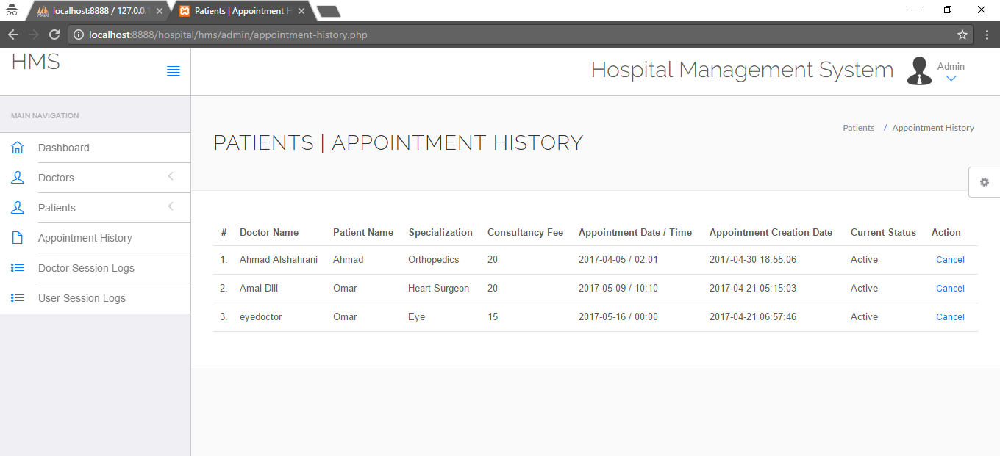 localhost:8888 / 127.0.0.1
Patients | Appointment H
localhost:8888/hospital/hms/admin/appointment-history.php
HMS
Hospital Management System
Admin
MAIN NAVIGATION
Dashboard
Doctors
Patients
Appointment History
Doctor Session Logs
User Session Logs
PATIENTS | APPOINTMENT HISTORY
Patients / Appointment History
# Doctor Name Patient Name Specialization Consultancy Fee Appointment Date / Time Appointment Creation Date Current Status Action
1. Ahmad Alshahrani Ahmad Orthopedics 20 2017-04-05 / 02:01 2017-04-30 18:55:06 Active Cancel
2. Amal Dlil Omar Heart Surgeon 20 2017-05-09 / 10:10 2017-04-21 05:15:03 Active Cancel
3. eyedoctor Omar Eye 15 2017-05-16 / 00:00 2017-04-21 06:57:46 Active Cancel